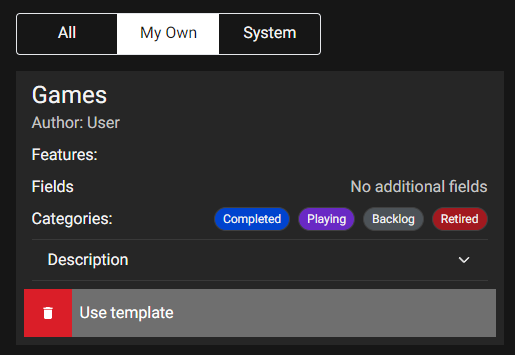 All My Own System
Games
Author: User
Features:
Fields No additional fields
Categories: Completed Playing Backlog Retired
Description
Use template